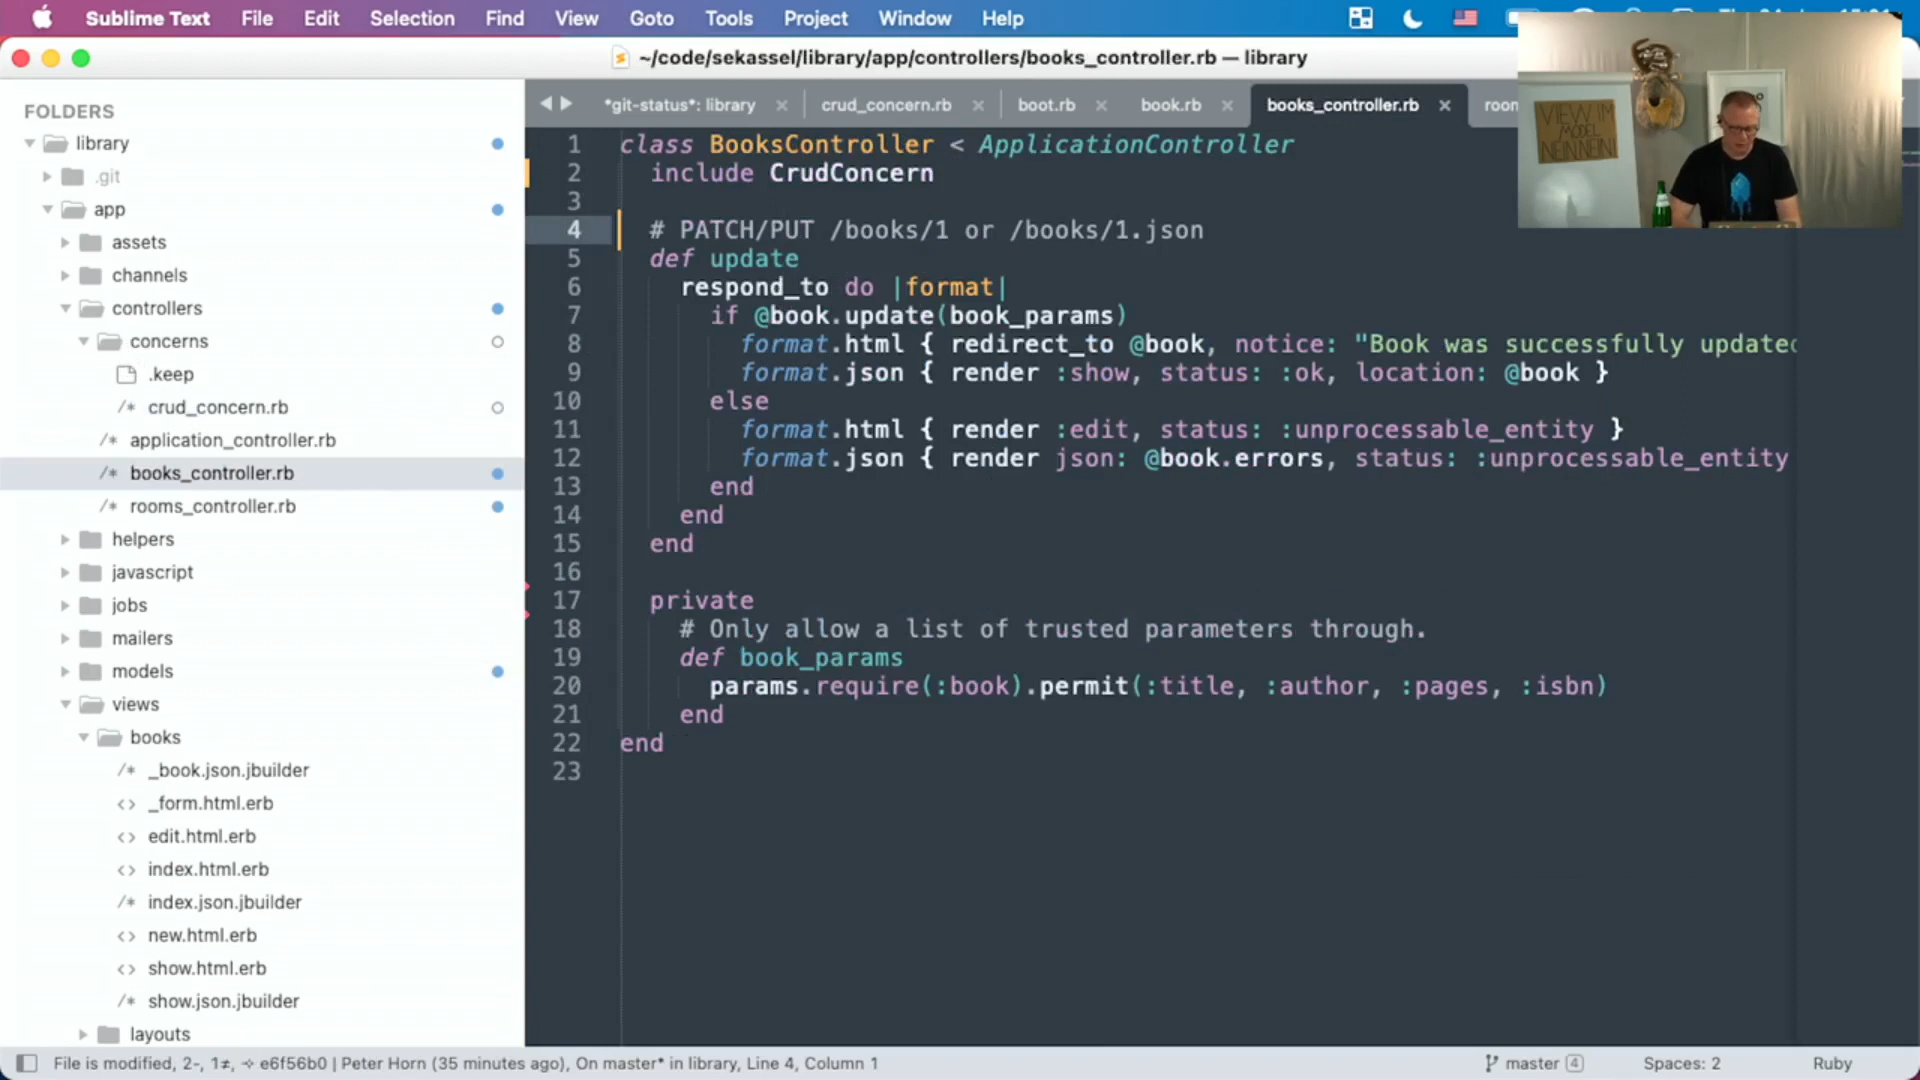 Sublime Text File Edit Selection Find View Goto Tools Project Window Help
~/code/sekassel/library/app/controllers/books_controller.rb — library
FOLDERS
library
.git
app
assets
channels
controllers
concerns
.keep
/* crud_concern.rb
/* application_controller.rb
/* books_controller.rb
/* rooms_controller.rb
helpers
javascript
jobs
mailers
models
views
books
/* _book.json.jbuilder
<> _form.html.erb
<> edit.html.erb
<> index.html.erb
/* index.json.jbuilder
<> new.html.erb
<> show.html.erb
/* show.json.jbuilder
layouts
*git-status*: library × crud_concern.rb × boot.rb × book.rb × books_controller.rb × room
1 class BooksController < ApplicationController
2 include CrudConcern
3
4 # PATCH/PUT /books/1 or /books/1.json
5 def update
6 respond_to do |format|
7 if @book.update(book_params)
8 format.html { redirect_to @book, notice: "Book was successfully updated
9 format.json { render :show, status: :ok, location: @book }
10 else
11 format.html { render :edit, status: :unprocessable_entity }
12 format.json { render json: @book.errors, status: :unprocessable_entity
13 end
14 end
15 end
16
17 private
18 # Only allow a list of trusted parameters through.
19 def book_params
20 params.require(:book).permit(:title, :author, :pages, :isbn)
21 end
22 end
23
VIEW IM
MODEL
NEIN NEIN!
File is modified, 2-, 1≠, → e6f56b0 | Peter Horn (35 minutes ago), On master* in library, Line 4, Column 1
master 4 Spaces: 2 Ruby